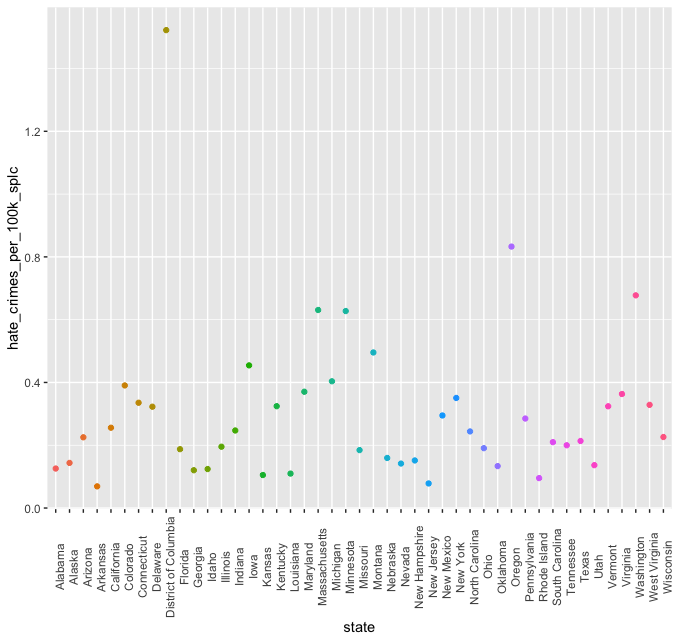 hate_crimes_per_100k_splc
1.2
0.8
0.4
0.0
Alabama
Alaska
Arizona
Arkansas
California
Colorado
Connecticut
Delaware
District of Columbia
Florida
Georgia
Idaho
Illinois
Indiana
Iowa
Kansas
Kentucky
Louisiana
Maryland
Massachusetts
Michigan
Minnesota
Missouri
Montana
Nebraska
Nevada
New Hampshire
New Jersey
New Mexico
New York
North Carolina
Ohio
Oklahoma
Oregon
Pennsylvania
Rhode Island
South Carolina
Tennessee
Texas
Utah
Vermont
Virginia
Washington
West Virginia
Wisconsin
state